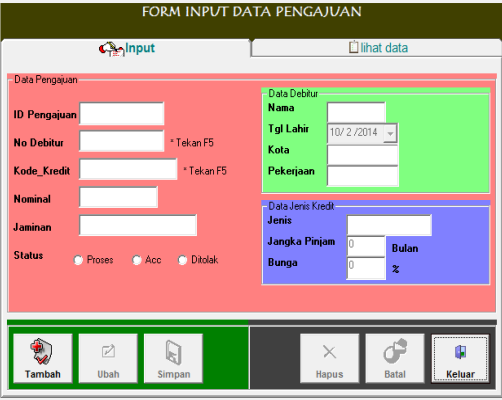 FORM INPUT DATA PENGAJUAN
Input
lihat data
Data Pengajuan
ID Pengajuan
No Debitur
* Tekan F5
Kode_Kredit
* Tekan F5
Nominal
Jaminan
Status
Proses
Acc
Ditolak
Data Debitur
Nama
Tgl Lahir
10/ 2 /2014
Kota
Pekerjaan
Data Jenis Kredit
Jenis
Jangka Pinjam
0
Bulan
Bunga
0
%
Tambah
Ubah
Simpan
Hapus
Batal
Keluar